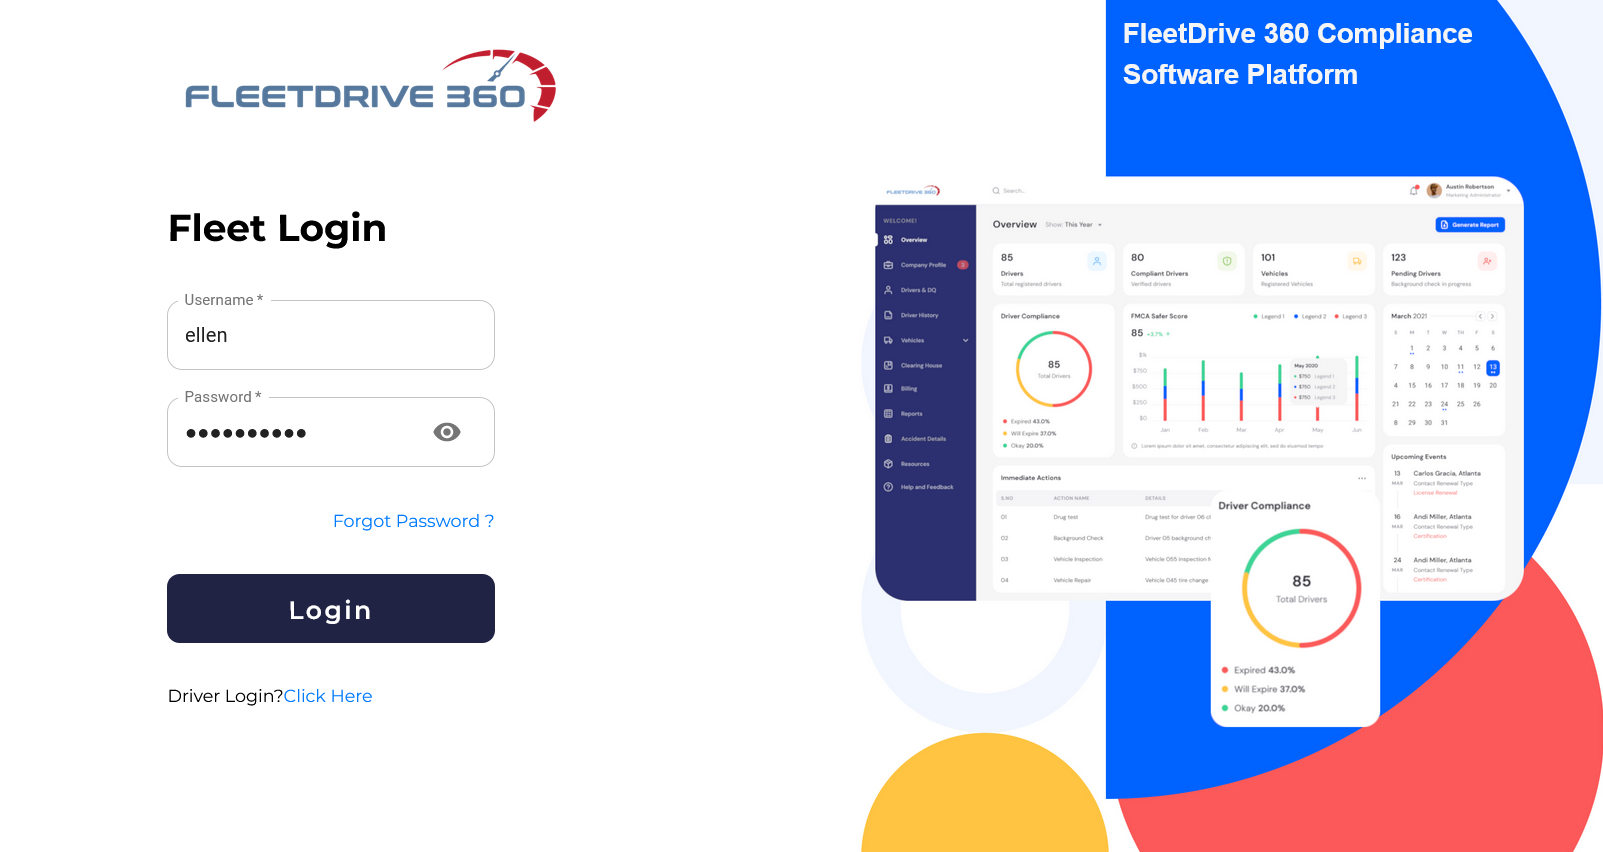 FLEETDRIVE 360
Fleet Login
Username *
ellen
Password *
••••••••••
Forgot Password ?
Login
Driver Login?Click Here
FleetDrive 360 Compliance
Software Platform
FLEETDRIVE 360
Search..
Austin Robertson
Marketing Administrator
WELCOME!
Overview
Company Profile
Drivers & DQ
Driver History
Vehicles
Clearing House
Billing
Reports
Accident Details
Resources
Help and Feedback
Overview
Show: This Year
Generate Report
85
Drivers
Total registered drivers
80
Compliant Drivers
Verified drivers
101
Vehicles
Registered Vehicles
123
Pending Drivers
Background check in progress
Driver Compliance
85
Total Drivers
Expired 43.0%
Will Expire 37.0%
Okay 20.0%
FMCA Safer Score
Legend 1 Legend 2 Legend 3
85 +3.7%
$1k
$750
$500
$250
$0
May 2020
$750 Legend 1
$750 Legend 2
$750 Legend 3
Jan Feb Mar Apr May Jun
Lorem ipsum dolor sit amet, consectetur adipiscing elit, sed do eiusmod tempo
March 2021
S M T W TH F S
1 2 3 4 5 6
7 8 9 10 11 12 13
4 15 16 17 18 19 20
21 22 23 24 25 26
8 29 30 31
Immediate Actions
S.NO ACTION NAME DETAILS
01 Drug test Drug test for driver 06
02 Background Check Driver 05 background
03 Vehicle Inspection Vehicle 055 inspection
04 Vehicle Repair Vehicle 045 tire change
Upcoming Events
13 Carlos Gracia, Atlanta
MAR Contact Renewal Type
License Renewal
16 Andi Miller, Atlanta
MAR Contact Renewal Type
Certification
24 Andi Miller, Atlanta
MAR Contact Renewal Type
Certification
Driver Compliance
85
Total Drivers
Expired 43.0%
Will Expire 37.0%
Okay 20.0%